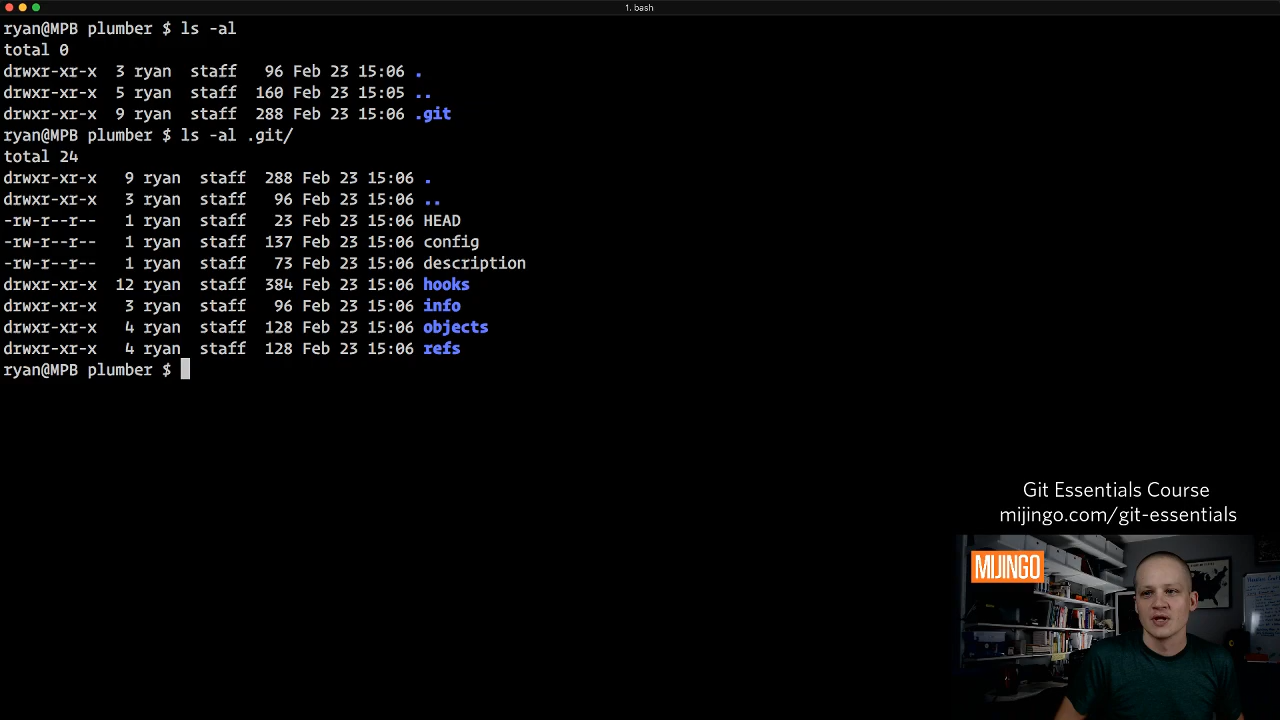 1. bash
ryan@MPB plumber $ ls -al
total 0
drwxr-xr-x  3 ryan  staff   96 Feb 23 15:06 .
drwxr-xr-x  5 ryan  staff  160 Feb 23 15:05 ..
drwxr-xr-x  9 ryan  staff  288 Feb 23 15:06 .git
ryan@MPB plumber $ ls -al .git/
total 24
drwxr-xr-x   9 ryan  staff  288 Feb 23 15:06 .
drwxr-xr-x   3 ryan  staff   96 Feb 23 15:06 ..
-rw-r--r--   1 ryan  staff   23 Feb 23 15:06 HEAD
-rw-r--r--   1 ryan  staff  137 Feb 23 15:06 config
-rw-r--r--   1 ryan  staff   73 Feb 23 15:06 description
drwxr-xr-x  12 ryan  staff  384 Feb 23 15:06 hooks
drwxr-xr-x   3 ryan  staff   96 Feb 23 15:06 info
drwxr-xr-x   4 ryan  staff  128 Feb 23 15:06 objects
drwxr-xr-x   4 ryan  staff  128 Feb 23 15:06 refs
ryan@MPB plumber $
Git Essentials Course
mijingo.com/git-essentials
MIJINGO